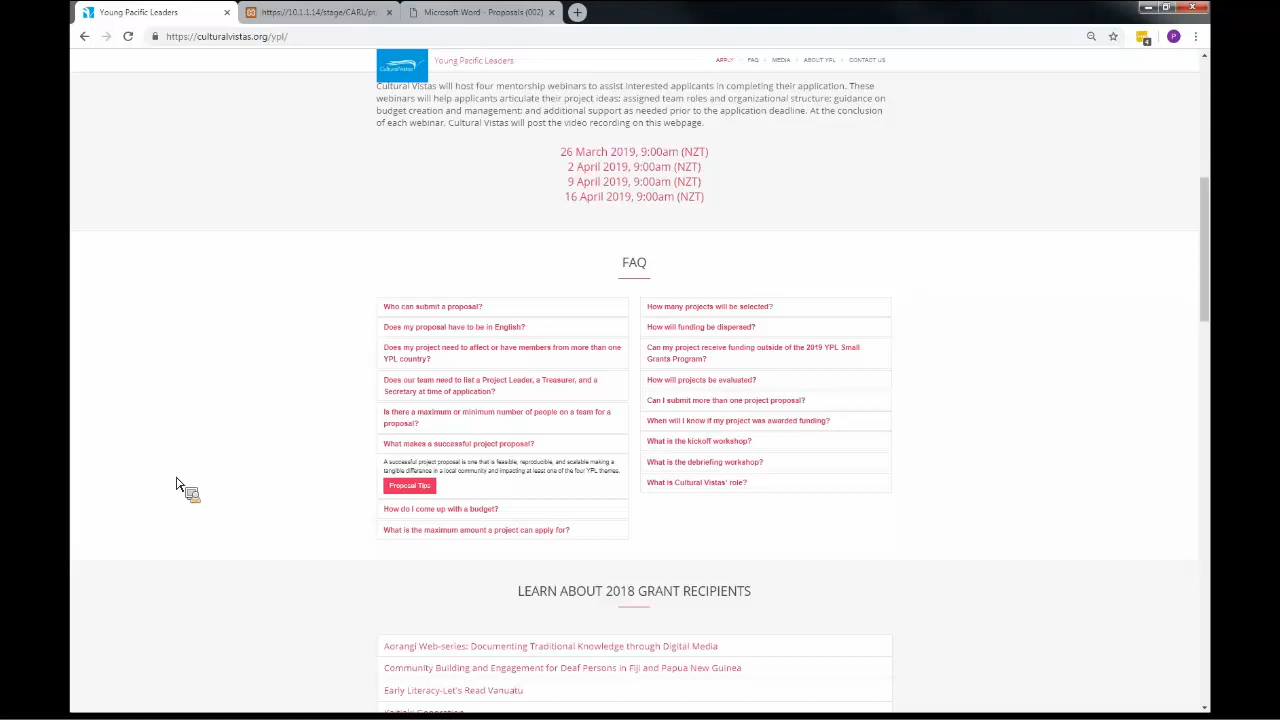 Young Pacific Leaders
https://10.1.1.14/stage/CARL/pr
Microsoft Word - Proposals (002)
https://culturalvistas.org/ypl/
P
CulturalVistas
Young Pacific Leaders
APPLY
FAQ
MEDIA
ABOUT YPL
CONTACT US
Cultural Vistas will host four mentorship webinars to assist interested applicants in completing their application. These
webinars will help applicants articulate their project ideas; assigned team roles and organizational structure; guidance on
budget creation and management; and additional support as needed prior to the application deadline. At the conclusion
of each webinar, Cultural Vistas will post the video recording on this webpage.
26 March 2019, 9:00am (NZT)
2 April 2019, 9:00am (NZT)
9 April 2019, 9:00am (NZT)
16 April 2019, 9:00am (NZT)
FAQ
Who can submit a proposal?
Does my proposal have to be in English?
Does my project need to affect or have members from more than one
YPL country?
Does our team need to list a Project Leader, a Treasurer, and a
Secretary at time of application?
Is there a maximum or minimum number of people on a team for a
proposal?
What makes a successful project proposal?
A successful project proposal is one that is feasible, reproducible, and scalable making a
tangible difference in a local community and impacting at least one of the four YPL themes.
Proposal Tips
How do I come up with a budget?
What is the maximum amount a project can apply for?
How many projects will be selected?
How will funding be dispersed?
Can my project receive funding outside of the 2019 YPL Small
Grants Program?
How will projects be evaluated?
Can I submit more than one project proposal?
When will I know if my project was awarded funding?
What is the kickoff workshop?
What is the debriefing workshop?
What is Cultural Vistas' role?
LEARN ABOUT 2018 GRANT RECIPIENTS
Aorangi Web-series: Documenting Traditional Knowledge through Digital Media
Community Building and Engagement for Deaf Persons in Fiji and Papua New Guinea
Early Literacy-Let's Read Vanuatu